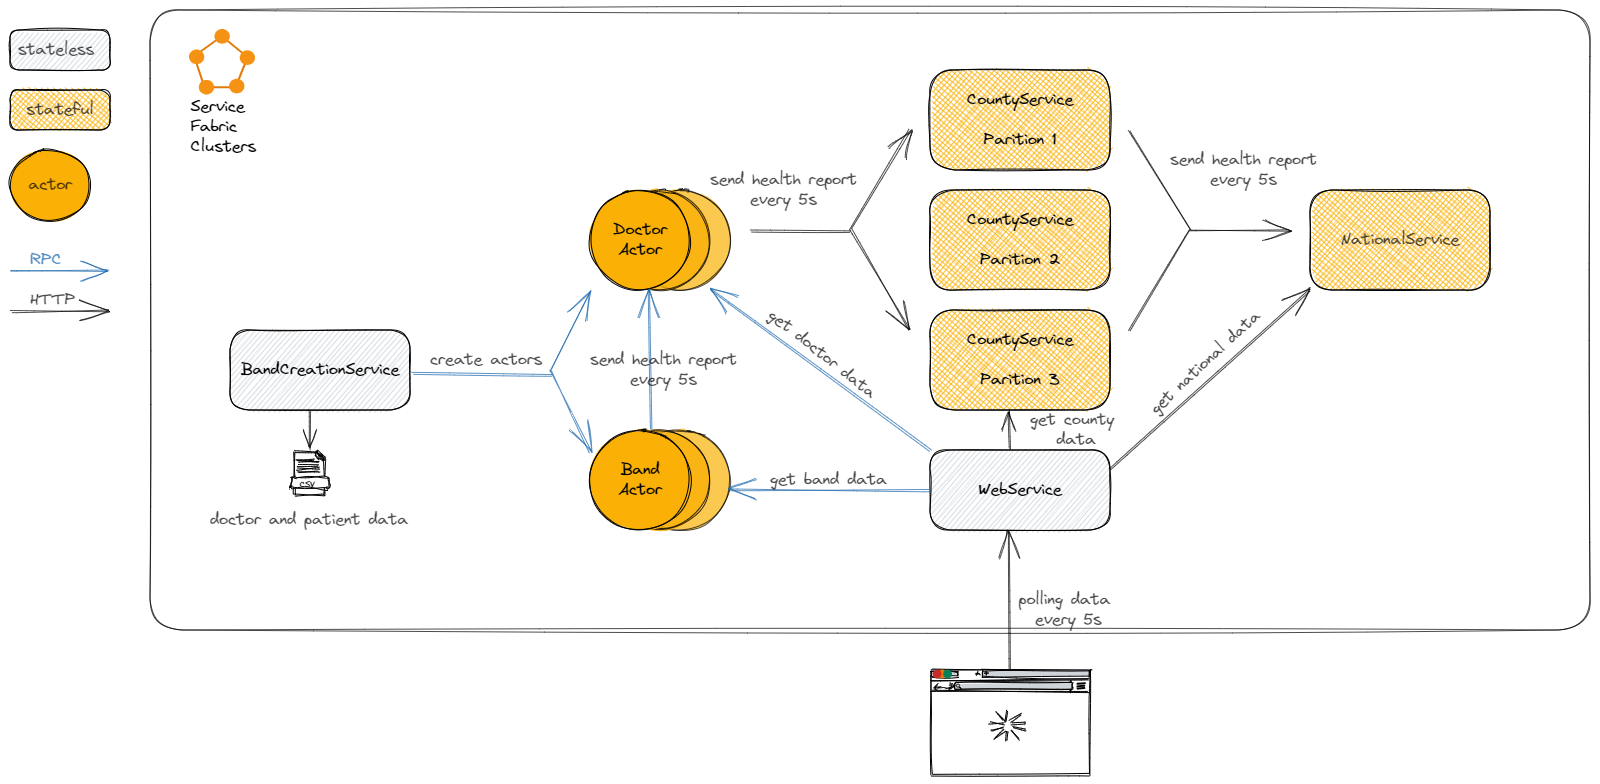 stateless
stateful
actor
RPC
HTTP
Service
Fabric
Clusters
BandCreationService
doctor and patient data
CSV
create actors
Doctor
Actor
send health report
every 5s
Band
Actor
send health report
every 5s
get doctor data
get band data
CountyService
Parition 1
CountyService
Parition 2
CountyService
Parition 3
get county
data
WebService
polling data
every 5s
send health report
every 5s
get national data
NationalService